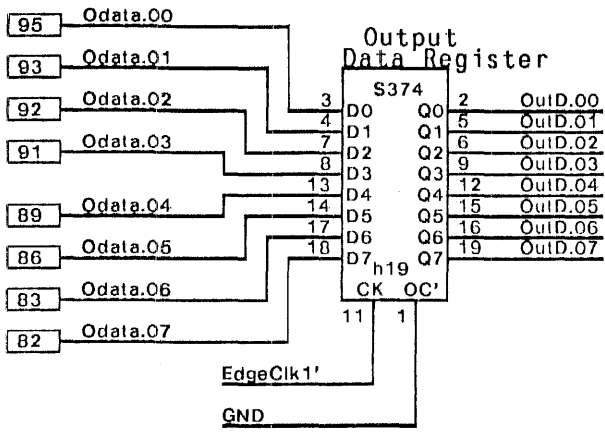 95 Odata.00
93 Odata.01
92 Odata.02
91 Odata.03
89 Odata.04
86 Odata.05
83 Odata.06
82 Odata.07
Output
Data Register
S374
3 D0 Q0 2 OutD.00
4 D1 Q1 5 OutD.01
7 D2 Q2 6 OutD.02
8 D3 Q3 9 OutD.03
13 D4 Q4 12 OutD.04
14 D5 Q5 15 OutD.05
17 D6 Q6 16 OutD.06
18 D7 Q7 19 OutD.07
h19
CK OC'
11 1
EdgeClk1'
GND